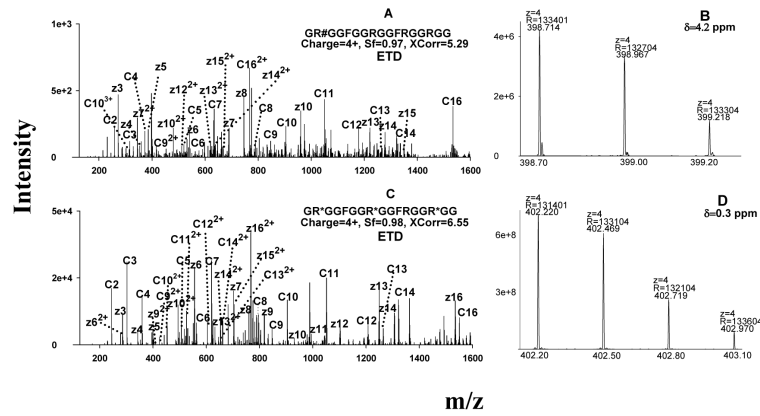 A
GR#GGFGGRGGFRGGRGG
Charge=4+, Sf=0.97, XCorr=5.29
ETD
1e+3
5e+2
0
C10³⁺
C2
z3
z4
C3
C4
z7²⁺
z5
C9²⁺
z10²⁺
z12²⁺
C5
z6
C6
z13²⁺
C7
z15²⁺
z7
C16²⁺
z14²⁺
z8
C8
C9
C10
z10
C11
C12
z13
C13
z14
C14
z15
C16
200 400 600 800 1000 1200 1400 1600
B
δ=4.2 ppm
z=4
R=133401
398.714
z=4
R=132704
398.967
z=4
R=133304
399.218
4e+6
2e+6
398.70 399.00 399.20
Intensity
C
GR*GGFGGR*GGFRGGR*GG
Charge=4+, Sf=0.98, XCorr=6.55
ETD
5e+4
2e+4
0
z6²⁺
C2
z3
C3
z4
C4
z5
z9²⁺
C9²⁺
C10²⁺
z10²⁺
C11²⁺
C5
z6
C12²⁺
C6
C7
z13²⁺
z14²⁺
C14²⁺
z7
z16²⁺
z15²⁺
C13²⁺
z8
C8
z9
C9
C10
z10
z11
C11
z12
C12
z13
C13
z14
C14
z16
C16
200 400 600 800 1000 1200 1400 1600
D
δ=0.3 ppm
z=4
R=131401
402.220
z=4
R=133104
402.469
z=4
R=132104
402.719
z=4
R=133604
402.970
6e+8
3e+8
402.20 402.50 402.80 403.10
m/z